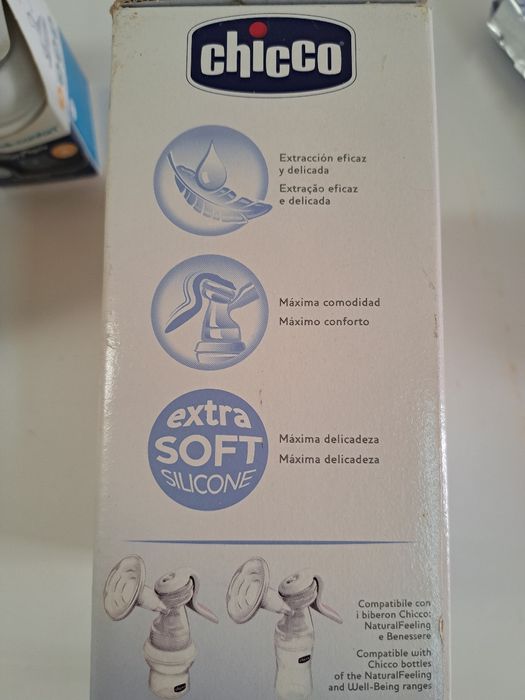 chicco
Extracción eficaz
y delicada
Extração eficaz
e delicada
Máxima comodidad
Máximo conforto
extra
SOFT
SILICONE
Máxima delicadeza
Máxima delicadeza
Compatibile con
i biberon Chicco:
NaturalFeeling
e Benessere
Compatible with
Chicco bottles
of the NaturalFeeling
and Well-Being ranges
chicco